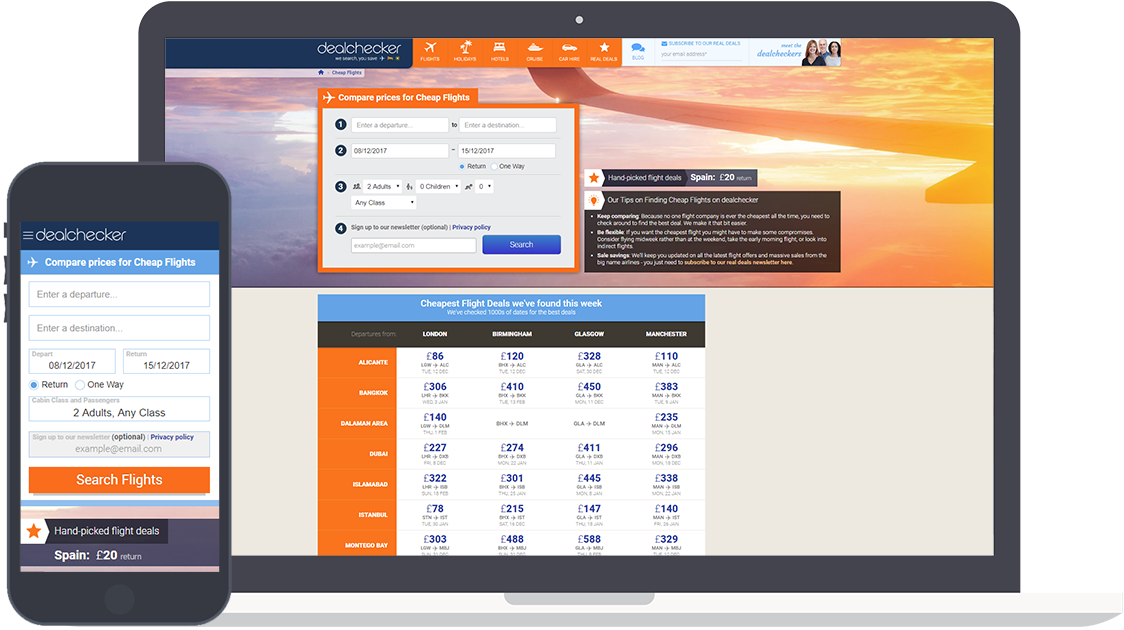 dealchecker
we search, you save
FLIGHTS
HOLIDAYS
HOTELS
CRUISE
CAR HIRE
REAL DEALS
BLOG
SUBSCRIBE TO OUR REAL DEALS
your email address*
meet the
dealcheckers
Cheap Flights
Compare prices for Cheap Flights
1 Enter a departure... to Enter a destination...
2 08/12/2017 – 15/12/2017
Return One Way
3 2 Adults 0 Children 0
Any Class
4 Sign up to our newsletter (optional) | Privacy policy
example@email.com Search
Hand-picked flight deals Spain: £20 return
Our Tips on Finding Cheap Flights on dealchecker
• Keep comparing: Because no one flight company is ever the cheapest all the time, you need to
check around to find the best deal. We make it that bit easier.
• Be flexible: If you want the cheapest flight you might have to make some compromises.
Consider flying midweek rather than at the weekend, take the early morning flight, or look into
indirect flights.
• Sale savings: We'll keep you updated on all the latest flight offers and massive sales from the
big name airlines - you just need to subscribe to our real deals newsletter here.
Cheapest Flight Deals we've found this week
We've checked 1000s of dates for the best deals
Departures from: LONDON BIRMINGHAM GLASGOW MANCHESTER
ALICANTE £86 £120 £328 £110
LGW ALC BHX ALC GLA ALC MAN ALC
TUE, 12 DEC TUE, 12 DEC SAT, 30 DEC TUE, 12 DEC
BANGKOK £306 £410 £450 £383
LHR BKK BHX BKK GLA BKK MAN BKK
WED, 3 JAN TUE, 13 FEB MON, 11 DEC TUE, 9 JAN
DALAMAN AREA £140 £235
LGW DLM BHX DLM GLA DLM MAN DLM
THU, 1 FEB MON, 15 JAN
DUBAI £227 £274 £411 £296
LHR DXB BHX DXB GLA DXB MAN DXB
FRI, 8 DEC MON, 22 JAN THU, 11 JAN MON, 18 DEC
ISLAMABAD £322 £301 £445 £338
LHR ISB BHX ISB GLA ISB MAN ISB
SUN, 18 FEB THU, 25 JAN MON, 8 JAN MON, 22 JAN
ISTANBUL £78 £215 £147 £140
STN IST BHX IST GLA IST MAN IST
TUE, 30 JAN SAT, 16 DEC THU, 18 JAN FRI, 26 JAN
MONTEGO BAY £303 £488 £588 £329
LGW MBJ BHX MBJ GLA MBJ MAN MBJ
dealchecker
Compare prices for Cheap Flights
Enter a departure...
Enter a destination...
Depart Return
08/12/2017 15/12/2017
Return One Way
Cabin Class and Passengers
2 Adults, Any Class
Sign up to our newsletter (optional) | Privacy policy
example@email.com
Search Flights
Hand-picked flight deals
Spain: £20 return